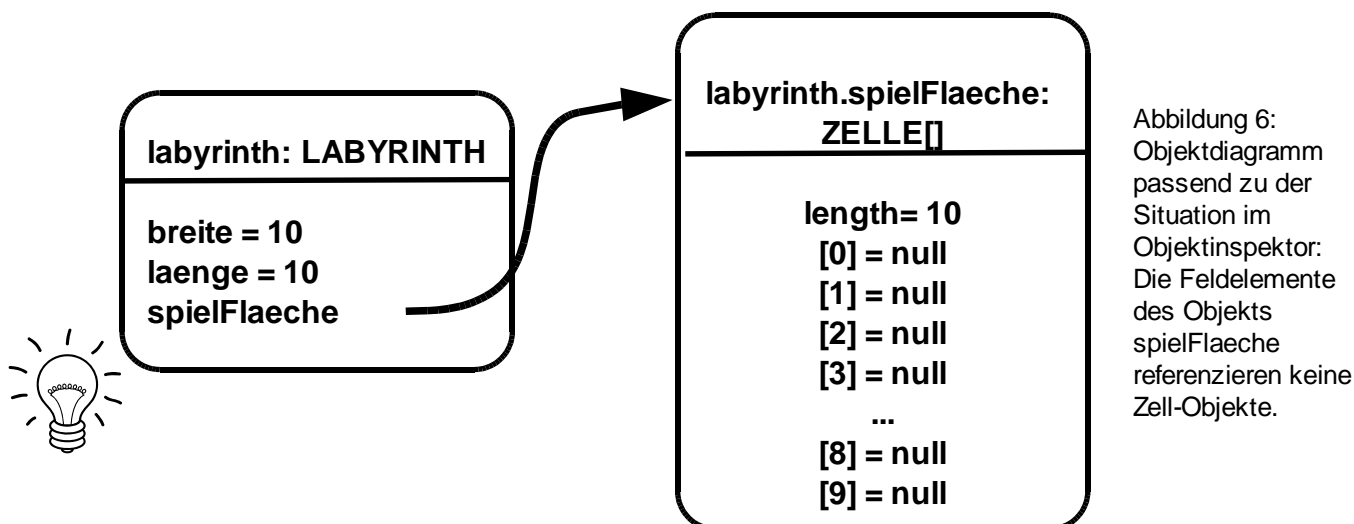 labyrinth: LABYRINTH
breite = 10
laenge = 10
spielFlaeche
labyrinth.spielFlaeche:
ZELLE[]
length= 10
[0] = null
[1] = null
[2] = null
[3] = null
...
[8] = null
[9] = null
Abbildung 6:
Objektdiagramm
passend zu der
Situation im
Objektinspektor:
Die Feldelemente
des Objekts
spielFlaeche
referenzieren keine
Zell-Objekte.